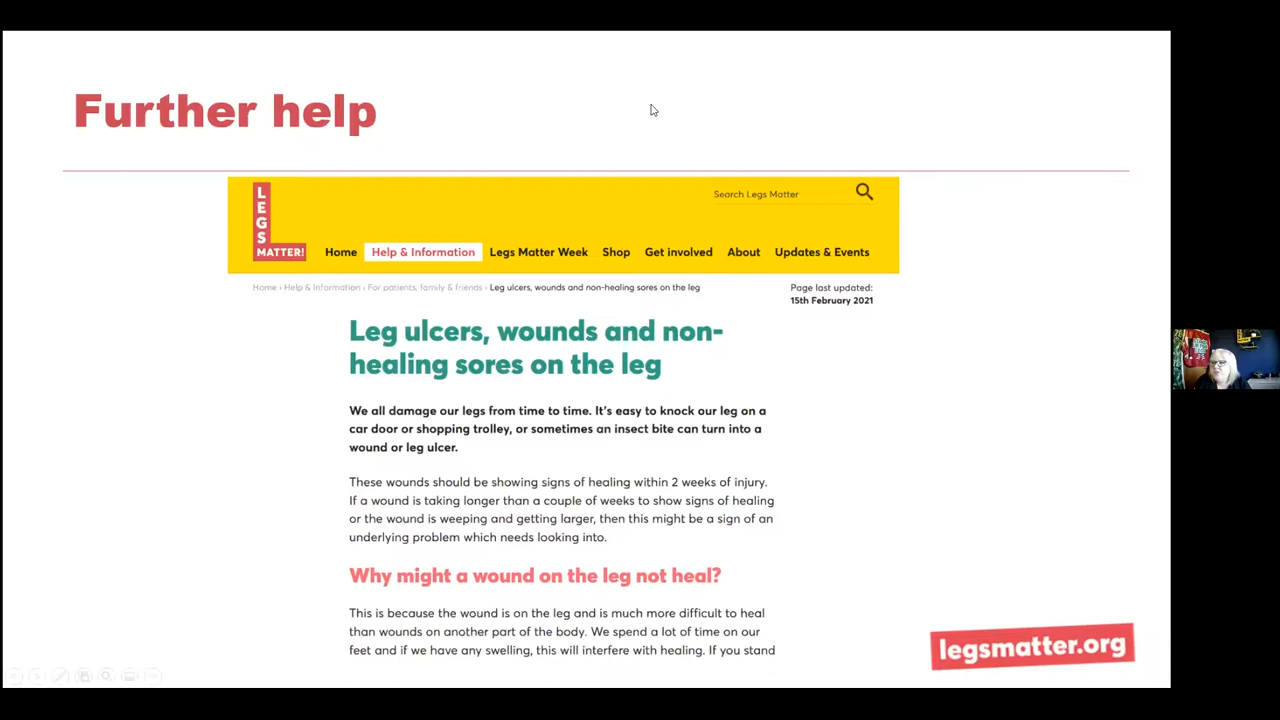 Further help
LEGS
MATTER!
Search Legs Matter
Home
Help & Information
Legs Matter Week
Shop
Get involved
About
Updates & Events
Home › Help & Information › For patients, family & friends › Leg ulcers, wounds and non-healing sores on the leg
Page last updated:
15th February 2021
Leg ulcers, wounds and non-
healing sores on the leg
We all damage our legs from time to time. It's easy to knock our leg on a
car door or shopping trolley, or sometimes an insect bite can turn into a
wound or leg ulcer.
These wounds should be showing signs of healing within 2 weeks of injury.
If a wound is taking longer than a couple of weeks to show signs of healing
or the wound is weeping and getting larger, then this might be a sign of an
underlying problem which needs looking into.
Why might a wound on the leg not heal?
This is because the wound is on the leg and is much more difficult to heal
than wounds on another part of the body. We spend a lot of time on our
feet and if we have any swelling, this will interfere with healing. If you stand
legsmatter.org